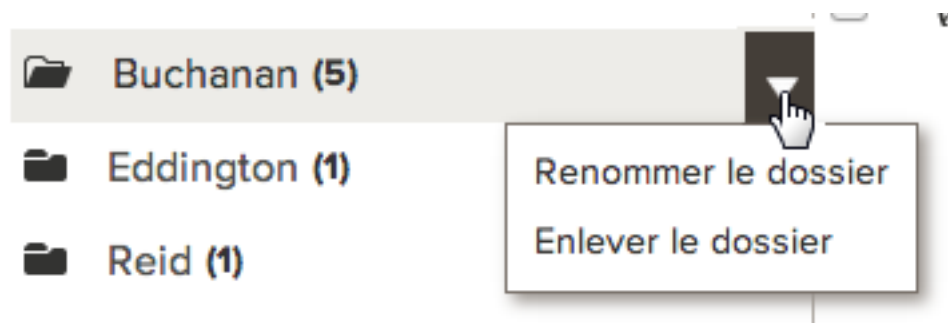 Buchanan (5)
Eddington (1)
Renommer le dossier
Enlever le dossier
Reid (1)